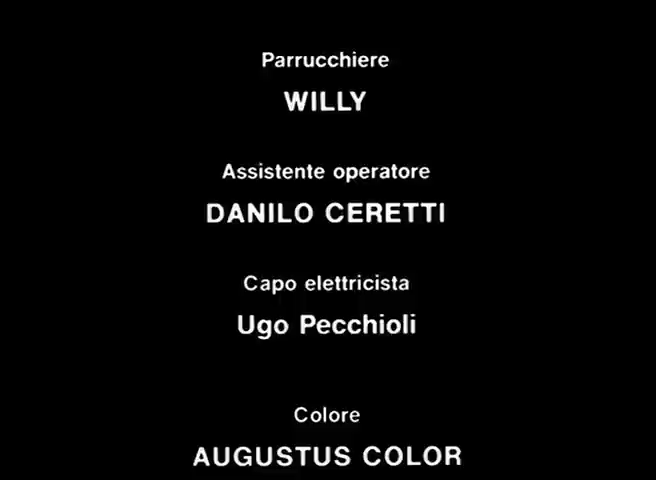 Parrucchiere
WILLY
Assistente operatore
DANILO CERETTI
Capo elettricista
Ugo Pecchioli
Colore
AUGUSTUS COLOR